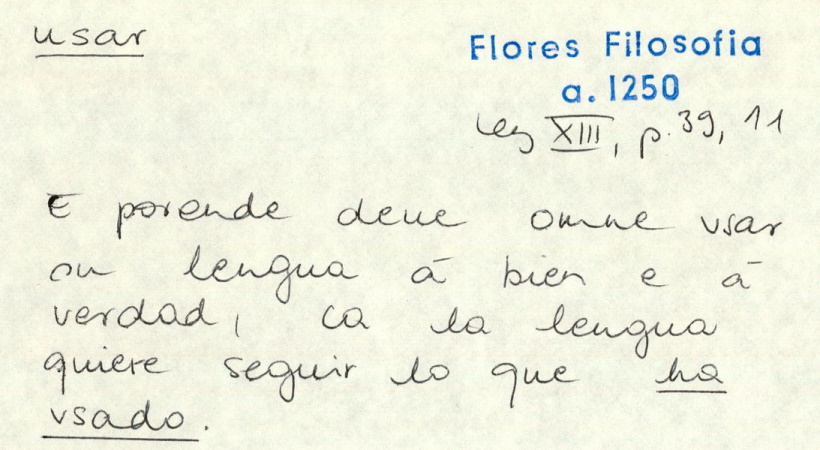 usar
Flores Filosofia
a. 1250
Ley XIII, p. 39, 11
E porende deue omne vsar
su lengua á bien e á
verdad, ca la lengua
quiere seguir lo que ha
vsado.